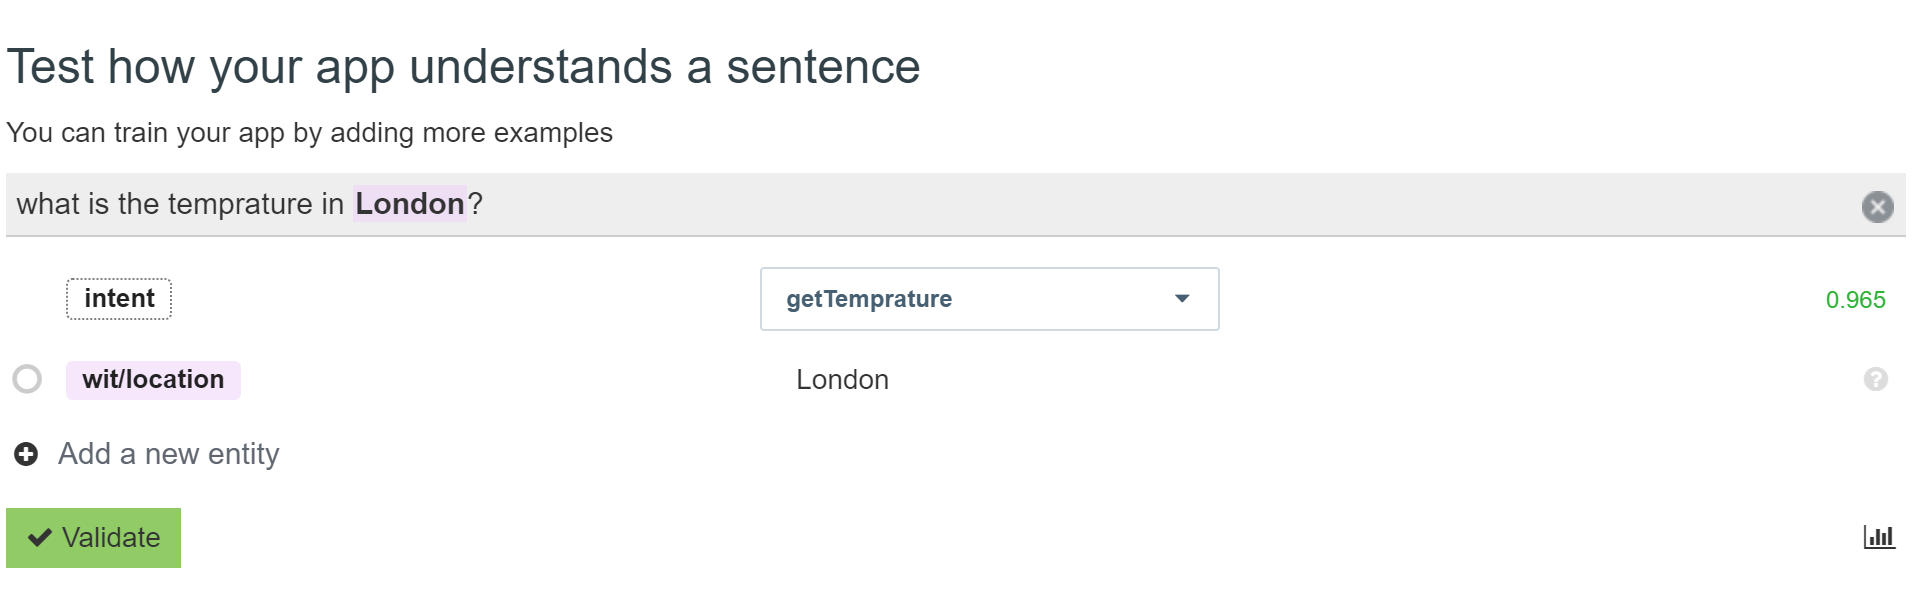 Test how your app understands a sentence
You can train your app by adding more examples
what is the temprature in London?
intent getTemprature 0.965
wit/location London ?
Add a new entity
Validate